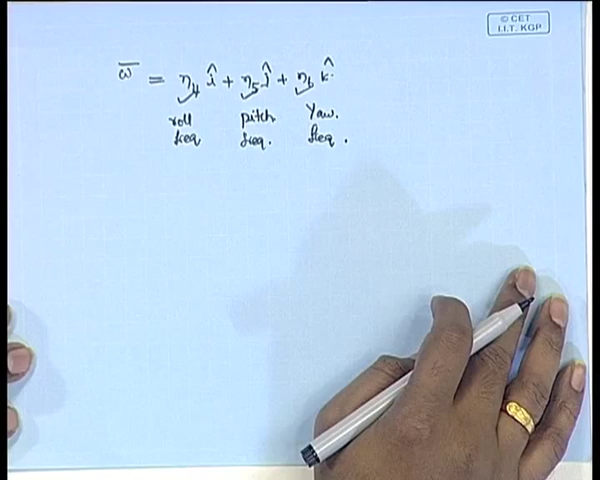 © CET
I.I.T. KGP
ω̅ = η₄ î + η₅ ĵ + η₆ k̂.
roll pitch Yaw.
freq freq. freq.